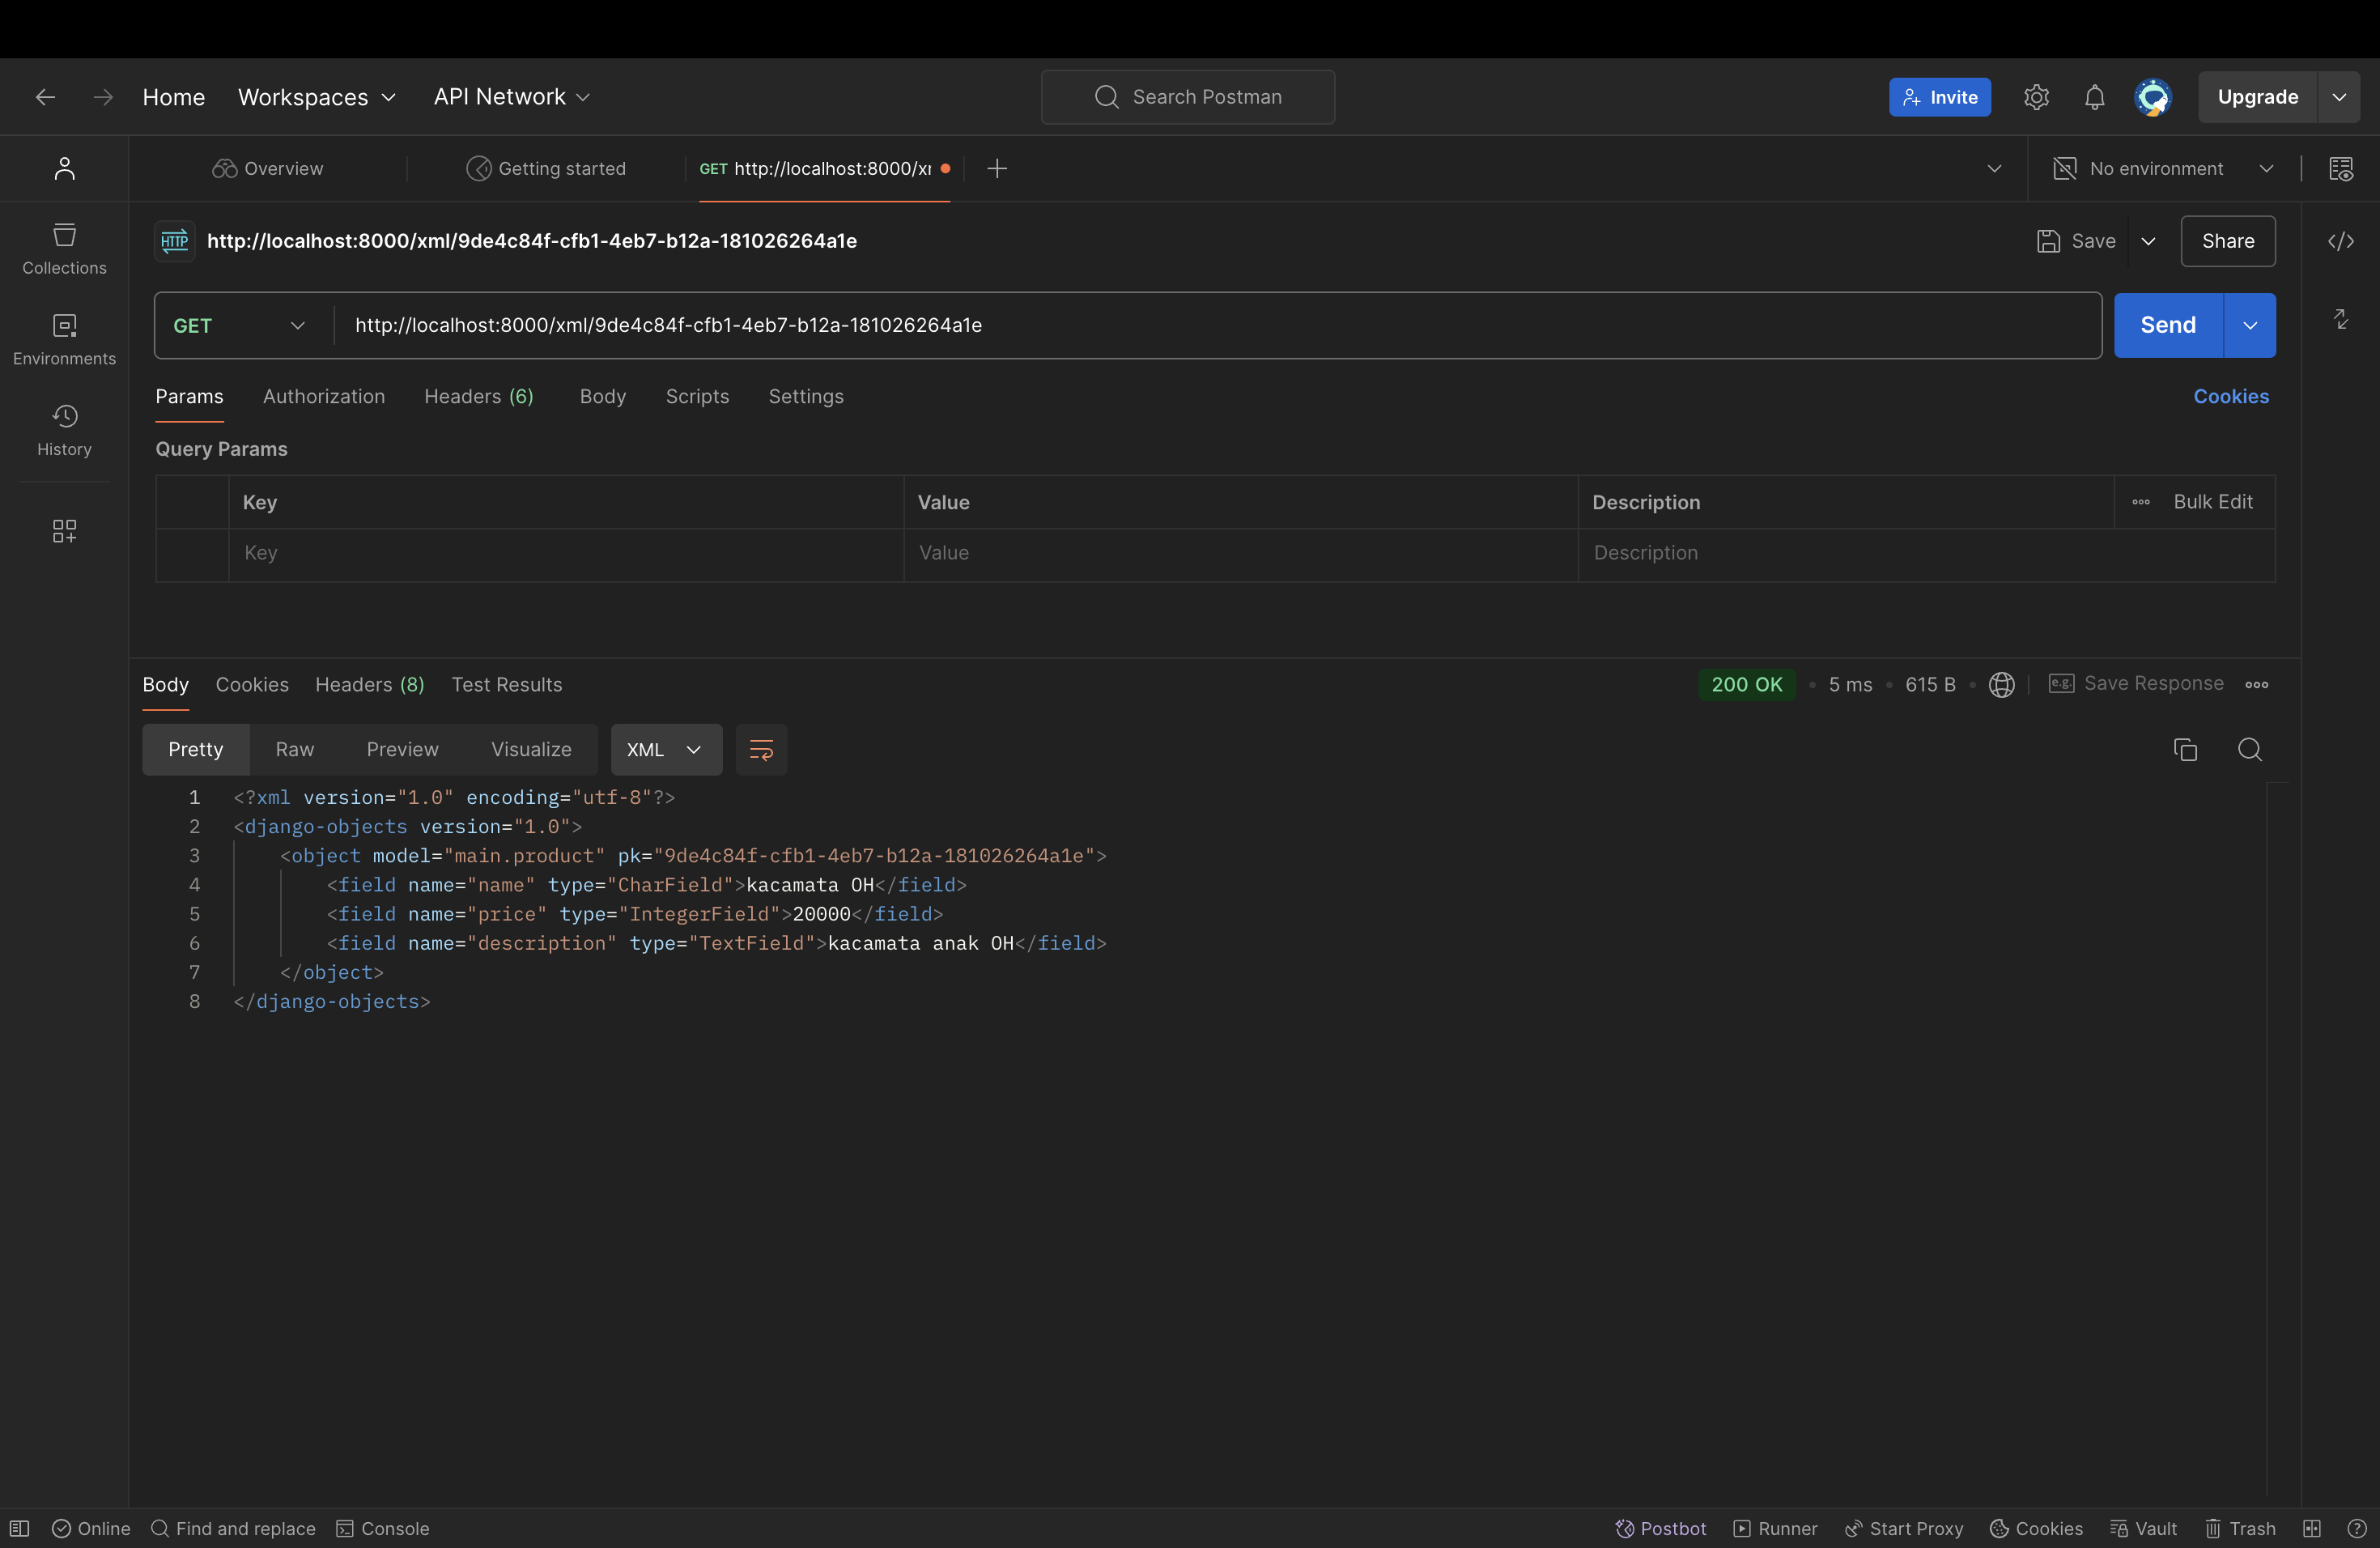 Home Workspaces API Network Search Postman Invite Upgrade
Overview Getting started GET http://localhost:8000/xı No environment
HTTP http://localhost:8000/xml/9de4c84f-cfb1-4eb7-b12a-181026264a1e Save Share
Collections
GET http://localhost:8000/xml/9de4c84f-cfb1-4eb7-b12a-181026264a1e Send
Environments
Params Authorization Headers (6) Body Scripts Settings Cookies
History
Query Params
Key Value Description Bulk Edit
Key Value Description
Body Cookies Headers (8) Test Results 200 OK 5 ms 615 B e.g. Save Response
Pretty Raw Preview Visualize XML
1 <?xml version="1.0" encoding="utf-8"?>
2 <django-objects version="1.0">
3 <object model="main.product" pk="9de4c84f-cfb1-4eb7-b12a-181026264a1e">
4 <field name="name" type="CharField">kacamata OH</field>
5 <field name="price" type="IntegerField">20000</field>
6 <field name="description" type="TextField">kacamata anak OH</field>
7 </object>
8 </django-objects>
Online Find and replace Console Postbot Runner Start Proxy Cookies Vault Trash